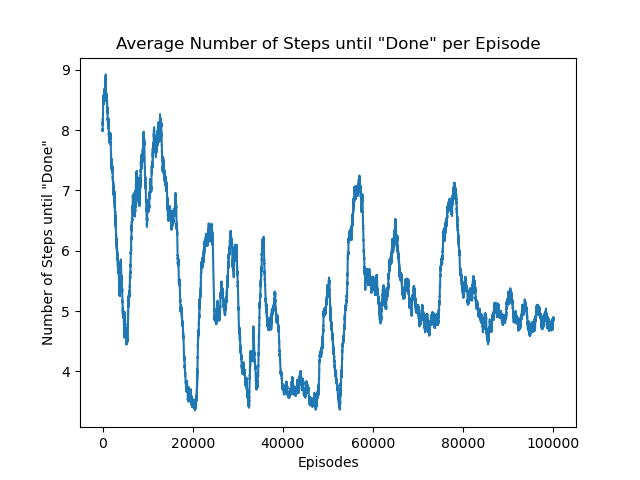 Average Number of Steps until "Done" per Episode
9
8
7
6
5
4
Number of Steps until "Done"
0 20000 40000 60000 80000 100000
Episodes